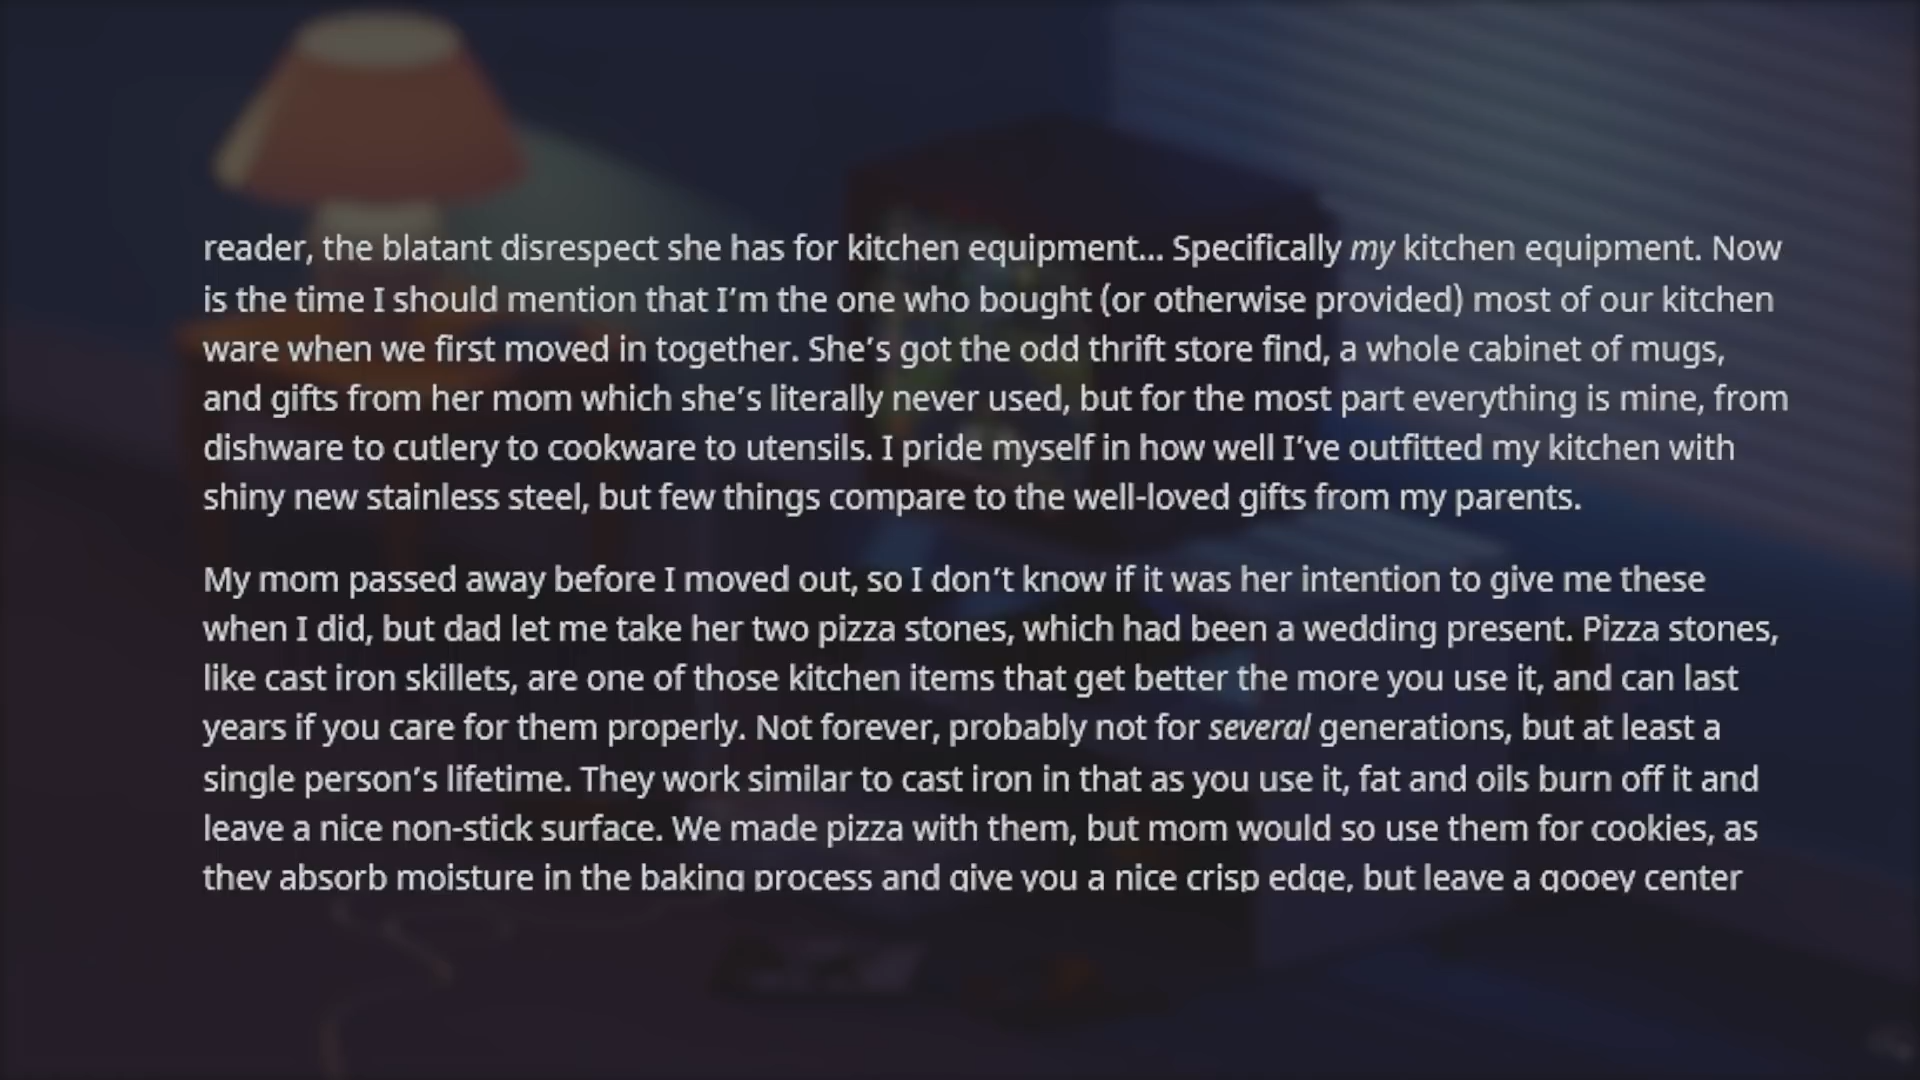 reader, the blatant disrespect she has for kitchen equipment... Specifically my kitchen equipment. Now
is the time I should mention that I’m the one who bought (or otherwise provided) most of our kitchen
ware when we first moved in together. She’s got the odd thrift store find, a whole cabinet of mugs,
and gifts from her mom which she’s literally never used, but for the most part everything is mine, from
dishware to cutlery to cookware to utensils. I pride myself in how well I’ve outfitted my kitchen with
shiny new stainless steel, but few things compare to the well-loved gifts from my parents.
My mom passed away before I moved out, so I don’t know if it was her intention to give me these
when I did, but dad let me take her two pizza stones, which had been a wedding present. Pizza stones,
like cast iron skillets, are one of those kitchen items that get better the more you use it, and can last
years if you care for them properly. Not forever, probably not for several generations, but at least a
single person’s lifetime. They work similar to cast iron in that as you use it, fat and oils burn off it and
leave a nice non-stick surface. We made pizza with them, but mom would so use them for cookies, as
they absorb moisture in the baking process and give you a nice crisp edge, but leave a gooey center